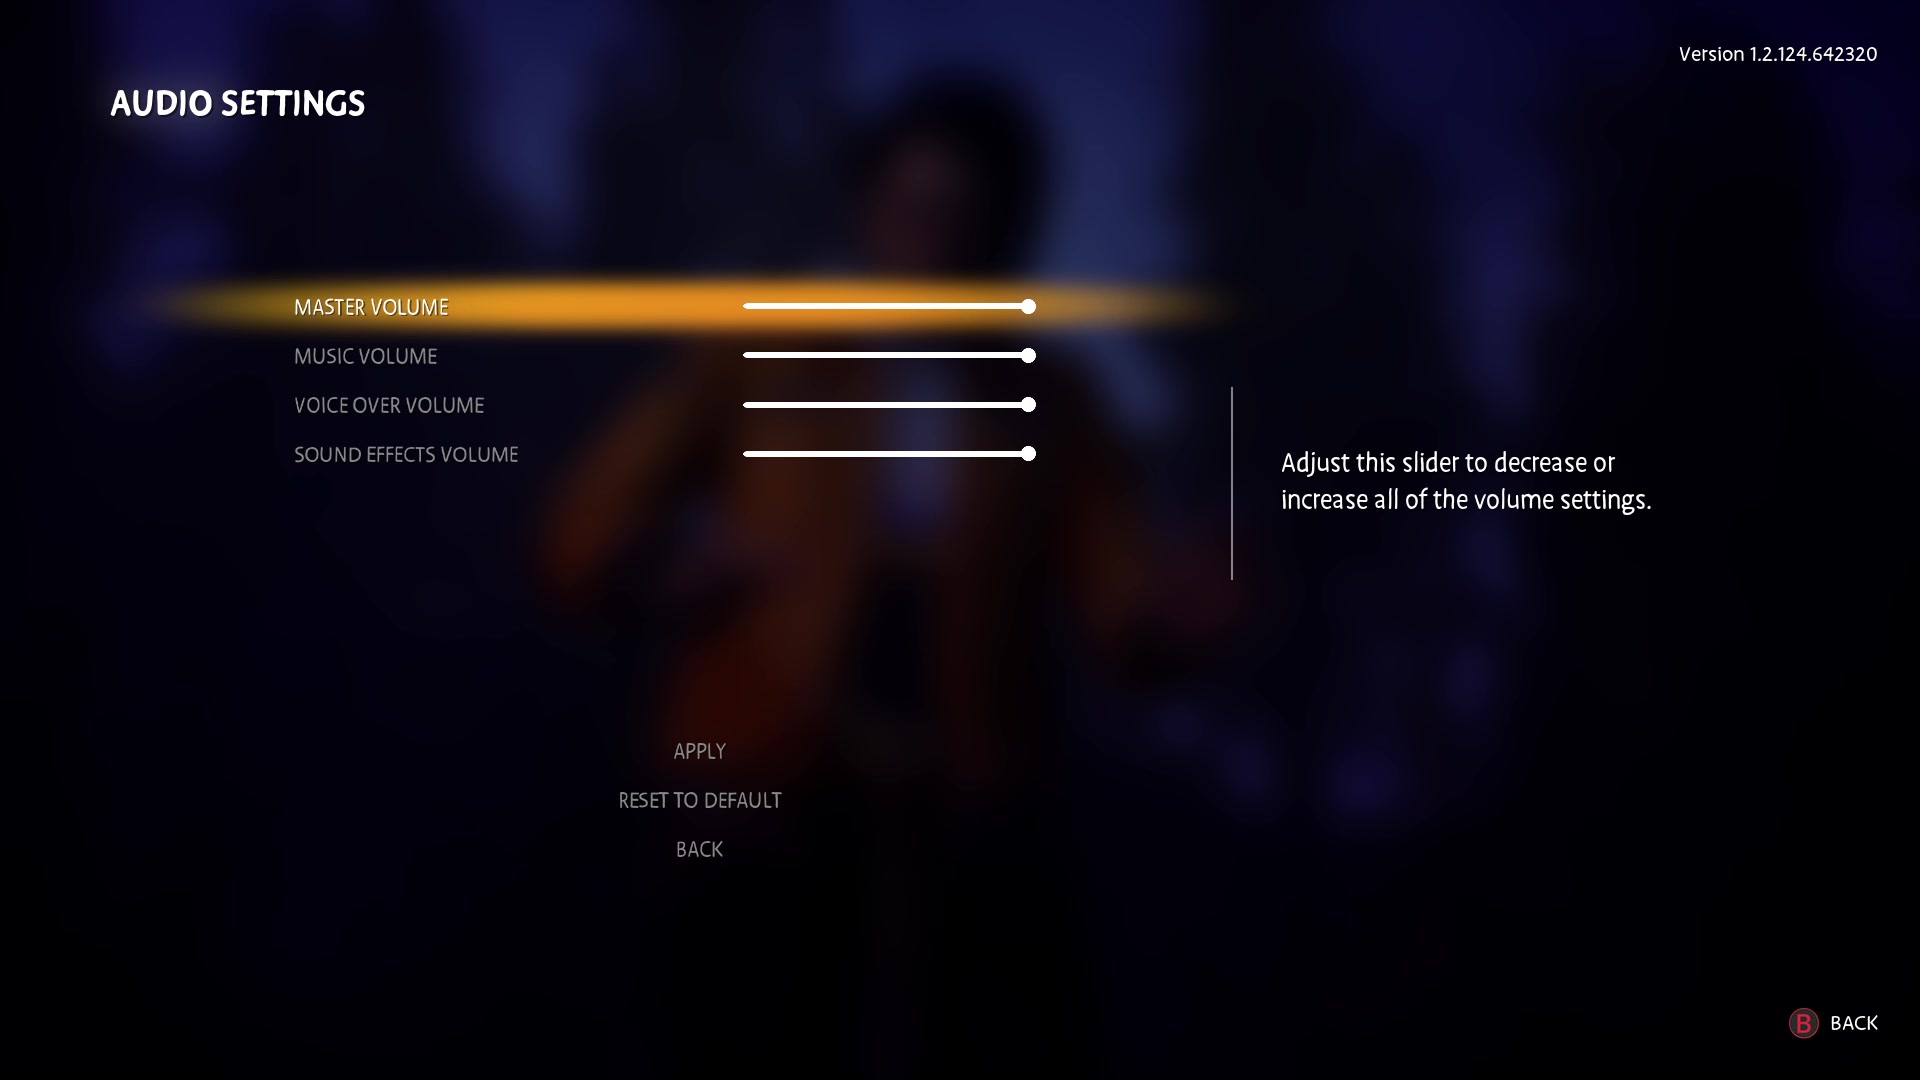 Version 1.2.124.642320
AUDIO SETTINGS
MASTER VOLUME
MUSIC VOLUME
VOICE OVER VOLUME
SOUND EFFECTS VOLUME
Adjust this slider to decrease or
increase all of the volume settings.
APPLY
RESET TO DEFAULT
BACK
B BACK